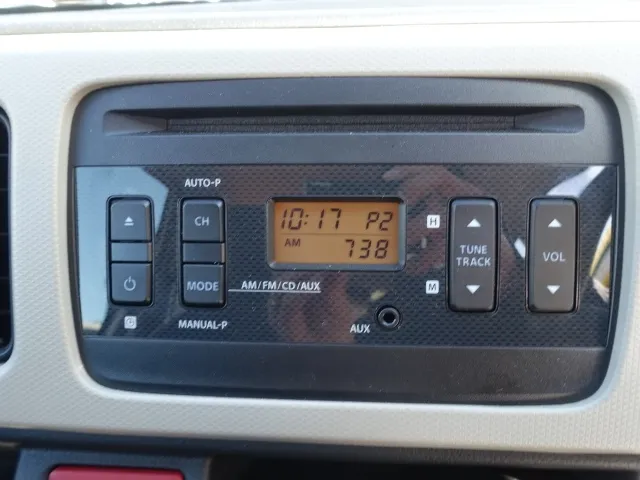 AUTO-P
CH
10:17 P2
AM 738
H
TUNE
TRACK
VOL
MODE
AM/FM/CD/AUX
M
MANUAL-P
AUX